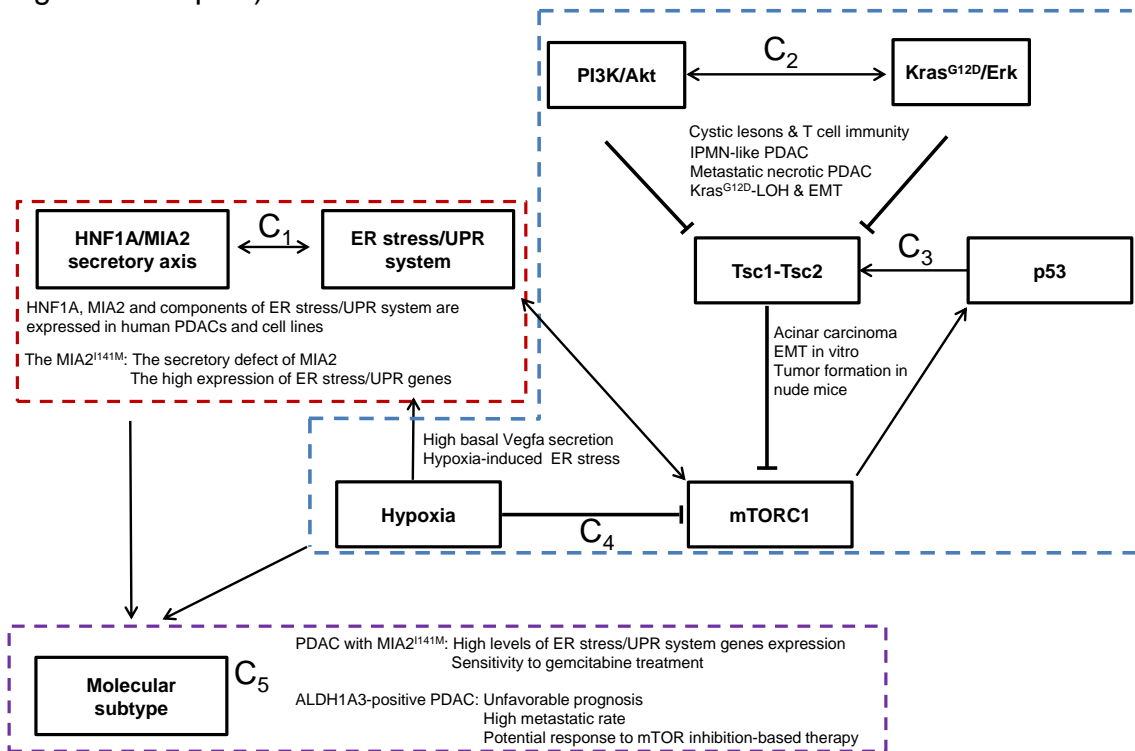 PI3K/Akt
C2
KrasG12D/Erk
Cystic lesons & T cell immunity
IPMN-like PDAC
Metastatic necrotic PDAC
KrasG12D-LOH & EMT
HNF1A/MIA2
secretory axis
C1
ER stress/UPR
system
Tsc1-Tsc2
C3
p53
HNF1A, MIA2 and components of ER stress/UPR system are
expressed in human PDACs and cell lines
The MIA2I141M: The secretory defect of MIA2
The high expression of ER stress/UPR genes
Acinar carcinoma
EMT in vitro
Tumor formation in
nude mice
High basal Vegfa secretion
Hypoxia-induced ER stress
Hypoxia
C4
mTORC1
Molecular
subtype
C5
PDAC with MIA2I141M: High levels of ER stress/UPR system genes expression
Sensitivity to gemcitabine treatment
ALDH1A3-positive PDAC: Unfavorable prognosis
High metastatic rate
Potential response to mTOR inhibition-based therapy